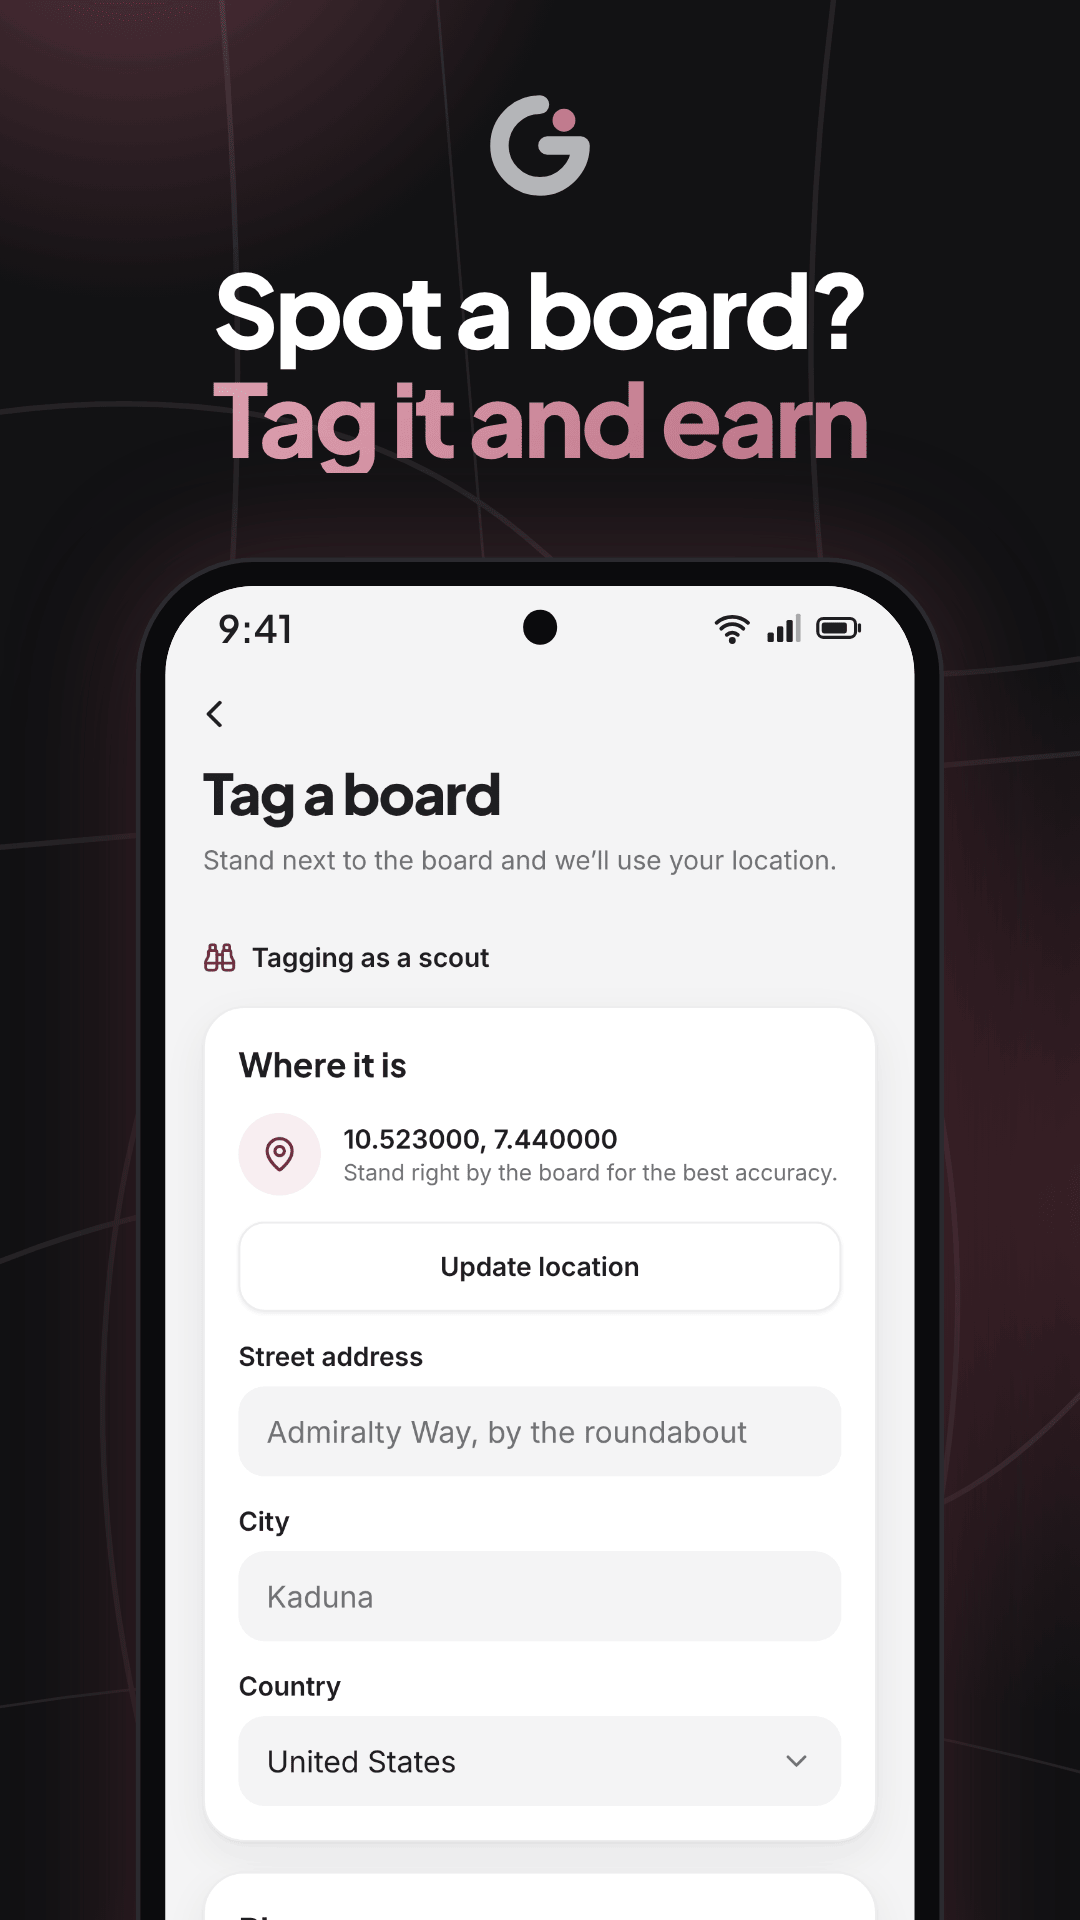 Spot a board?
Tag it and earn
9:41
Tag a board
Stand next to the board and we’ll use your location.
Tagging as a scout
Where it is
10.523000, 7.440000
Stand right by the board for the best accuracy.
Update location
Street address
Admiralty Way, by the roundabout
City
Kaduna
Country
United States